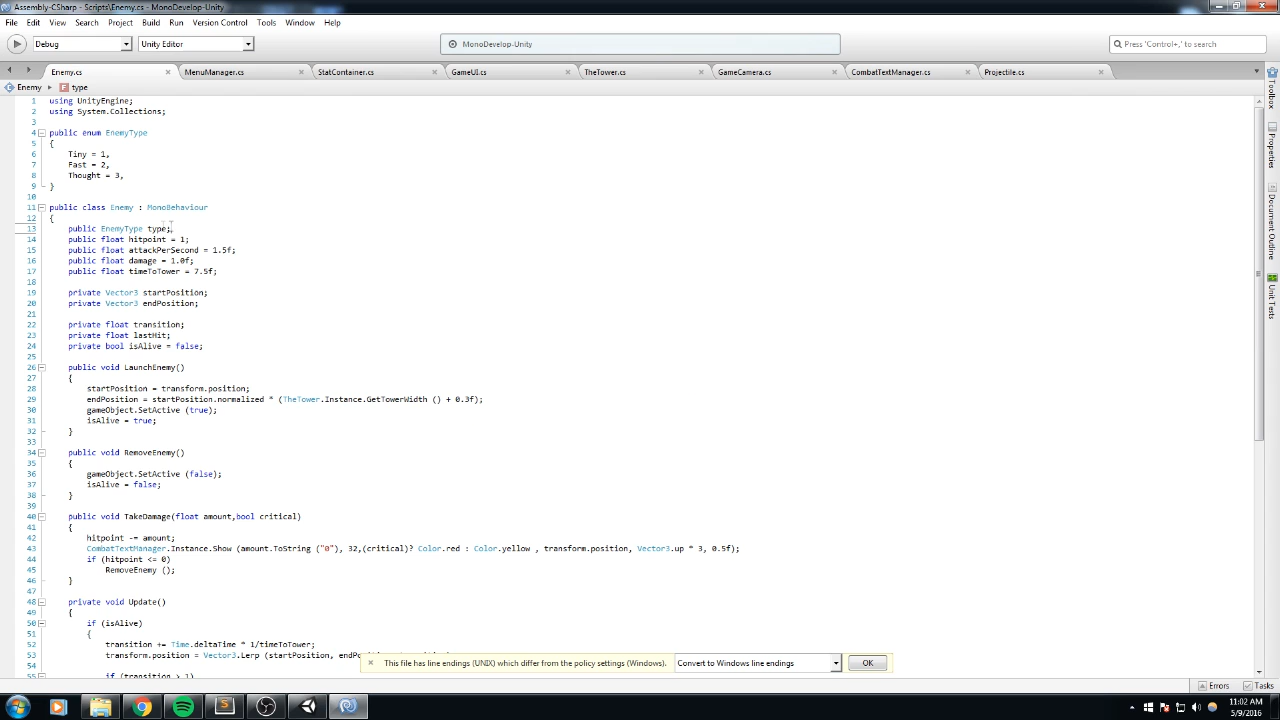 Assembly-CSharp - Scripts\Enemy.cs - MonoDevelop-Unity
File Edit View Search Project Build Run Version Control Tools Window Help
Debug Unity Editor MonoDevelop-Unity Press 'Control+,' to search
Enemy.cs MenuManager.cs StatContainer.cs GameUI.cs TheTower.cs GameCamera.cs CombatTextManager.cs Projectile.cs
Enemy type
1 using UnityEngine;
2 using System.Collections;
3
4 public enum EnemyType
5 {
6 Tiny = 1,
7 Fast = 2,
8 Thought = 3,
9 }
10
11 public class Enemy : MonoBehaviour
12 {
13 public EnemyType type;
14 public float hitpoint = 1;
15 public float attackPerSecond = 1.5f;
16 public float damage = 1.0f;
17 public float timeToTower = 7.5f;
18
19 private Vector3 startPosition;
20 private Vector3 endPosition;
21
22 private float transition;
23 private float lastHit;
24 private bool isAlive = false;
25
26 public void LaunchEnemy()
27 {
28 startPosition = transform.position;
29 endPosition = startPosition.normalized * (TheTower.Instance.GetTowerWidth () + 0.3f);
30 gameObject.SetActive (true);
31 isAlive = true;
32 }
33
34 public void RemoveEnemy()
35 {
36 gameObject.SetActive (false);
37 isAlive = false;
38 }
39
40 public void TakeDamage(float amount,bool critical)
41 {
42 hitpoint -= amount;
43 CombatTextManager.Instance.Show (amount.ToString ("0"), 32,(critical)? Color.red : Color.yellow , transform.position, Vector3.up * 3, 0.5f);
44 if (hitpoint <= 0)
45 RemoveEnemy ();
46 }
47
48 private void Update()
49 {
50 if (isAlive)
51 {
52 transition += Time.deltaTime * 1/timeToTower;
53 transform.position = Vector3.Lerp (startPosition, endP
54
55 if (transition > 1)
This file has line endings (UNIX) which differ from the policy settings (Windows). Convert to Windows line endings OK
Toolbox
Properties
Document Outline
Unit Tests
Errors Tasks
11:02 AM
5/9/2016